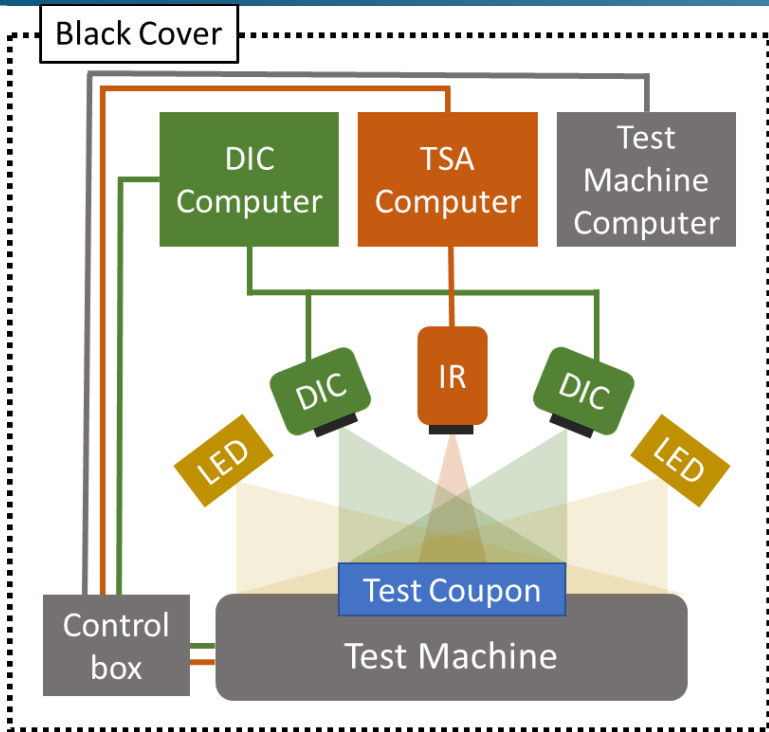 Black Cover
DIC
Computer
TSA
Computer
Test
Machine
Computer
DIC
IR
DIC
LED
LED
Test Coupon
Control
box
Test Machine